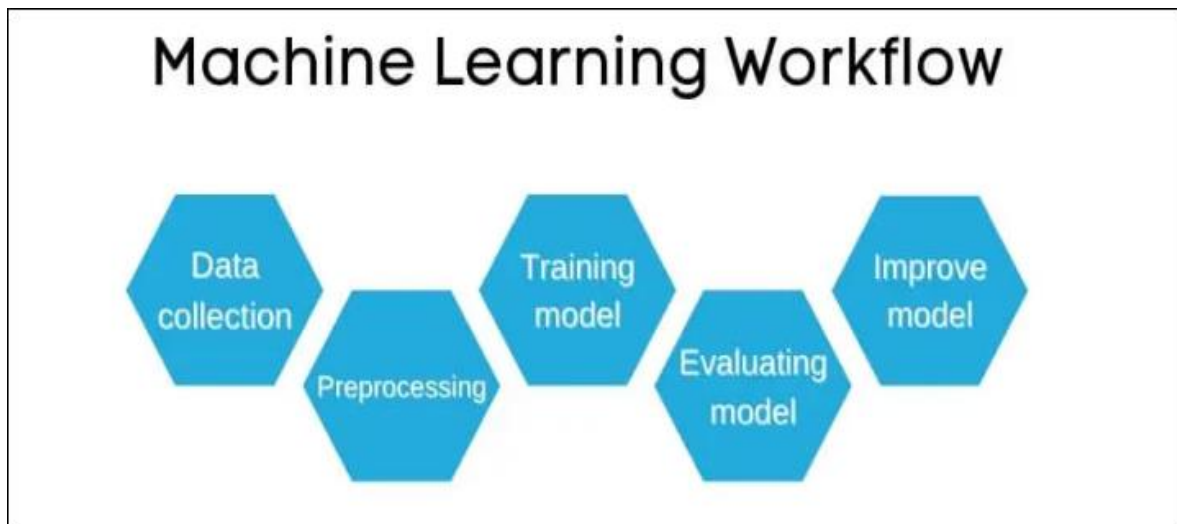 Machine Learning Workflow
Data
collection
Preprocessing
Training
model
Evaluating
model
Improve
model